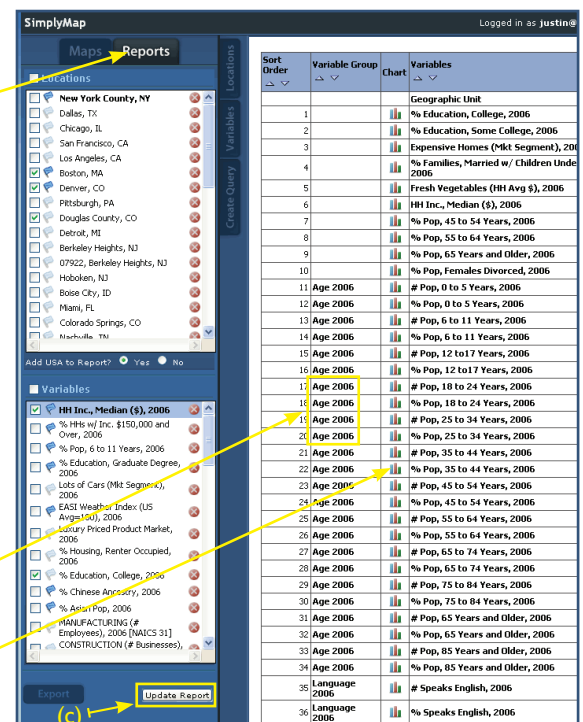 SimplyMap
Logged in as justin@
Maps
Reports
Locations
New York County, NY
Dallas, TX
Chicago, IL
San Francisco, CA
Los Angeles, CA
Boston, MA
Denver, CO
Pittsburgh, PA
Douglas County, CO
Detroit, MI
Berkeley Heights, NJ
07922, Berkeley Heights, NJ
Hoboken, NJ
Boise City, ID
Miami, FL
Colorado Springs, CO
Nashville, TN
Add USA to Report? Yes No
Variables
HH Inc., Median ($), 2006
% HHs w/ Inc. $150,000 and
Over, 2006
% Pop, 6 to 11 Years, 2006
% Education, Graduate Degree,
2006
Lots of Cars (Mkt Segment),
2006
EASI Weather Index (US
Avg=100), 2006
Luxury Priced Product Market,
2006
% Housing, Renter Occupied,
2006
% Education, College, 2006
% Chinese Ancestry, 2006
% Asian Pop, 2006
MANUFACTURING (#
Employees), 2006 [NAICS 31]
CONSTRUCTION (# Businesses),
Export
Update Report
(c)
Locations
Variables
Create Query
Sort
Order
Variable Group
Chart
Variables
Geographic Unit
1 % Education, College, 2006
2 % Education, Some College, 2006
3 Expensive Homes (Mkt Segment), 200
4 % Families, Married w/ Children Unde
2006
5 Fresh Vegetables (HH Avg $), 2006
6 HH Inc., Median ($), 2006
7 % Pop, 45 to 54 Years, 2006
8 % Pop, 55 to 64 Years, 2006
9 % Pop, 65 Years and Older, 2006
10 % Pop, Females Divorced, 2006
11 Age 2006 # Pop, 0 to 5 Years, 2006
12 Age 2006 % Pop, 0 to 5 Years, 2006
13 Age 2006 # Pop, 6 to 11 Years, 2006
14 Age 2006 % Pop, 6 to 11 Years, 2006
15 Age 2006 # Pop, 12 to17 Years, 2006
16 Age 2006 % Pop, 12 to17 Years, 2006
17 Age 2006 # Pop, 18 to 24 Years, 2006
18 Age 2006 % Pop, 18 to 24 Years, 2006
19 Age 2006 # Pop, 25 to 34 Years, 2006
20 Age 2006 % Pop, 25 to 34 Years, 2006
21 Age 2006 # Pop, 35 to 44 Years, 2006
22 Age 2006 % Pop, 35 to 44 Years, 2006
23 Age 2006 # Pop, 45 to 54 Years, 2006
24 Age 2006 % Pop, 45 to 54 Years, 2006
25 Age 2006 # Pop, 55 to 64 Years, 2006
26 Age 2006 % Pop, 55 to 64 Years, 2006
27 Age 2006 # Pop, 65 to 74 Years, 2006
28 Age 2006 % Pop, 65 to 74 Years, 2006
29 Age 2006 # Pop, 75 to 84 Years, 2006
30 Age 2006 % Pop, 75 to 84 Years, 2006
31 Age 2006 # Pop, 65 Years and Older, 2006
32 Age 2006 % Pop, 65 Years and Older, 2006
33 Age 2006 # Pop, 85 Years and Older, 2006
34 Age 2006 % Pop, 85 Years and Older, 2006
35 Language
2006 # Speaks English, 2006
36 Language
2006 % Speaks English, 2006